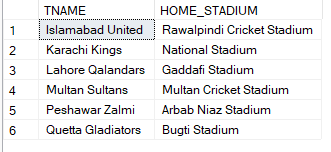 TNAME HOME_STADIUM
1 Islamabad United Rawalpindi Cricket Stadium
2 Karachi Kings National Stadium
3 Lahore Qalandars Gaddafi Stadium
4 Multan Sultans Multan Cricket Stadium
5 Peshawar Zalmi Arbab Niaz Stadium
6 Quetta Gladiators Bugti Stadium